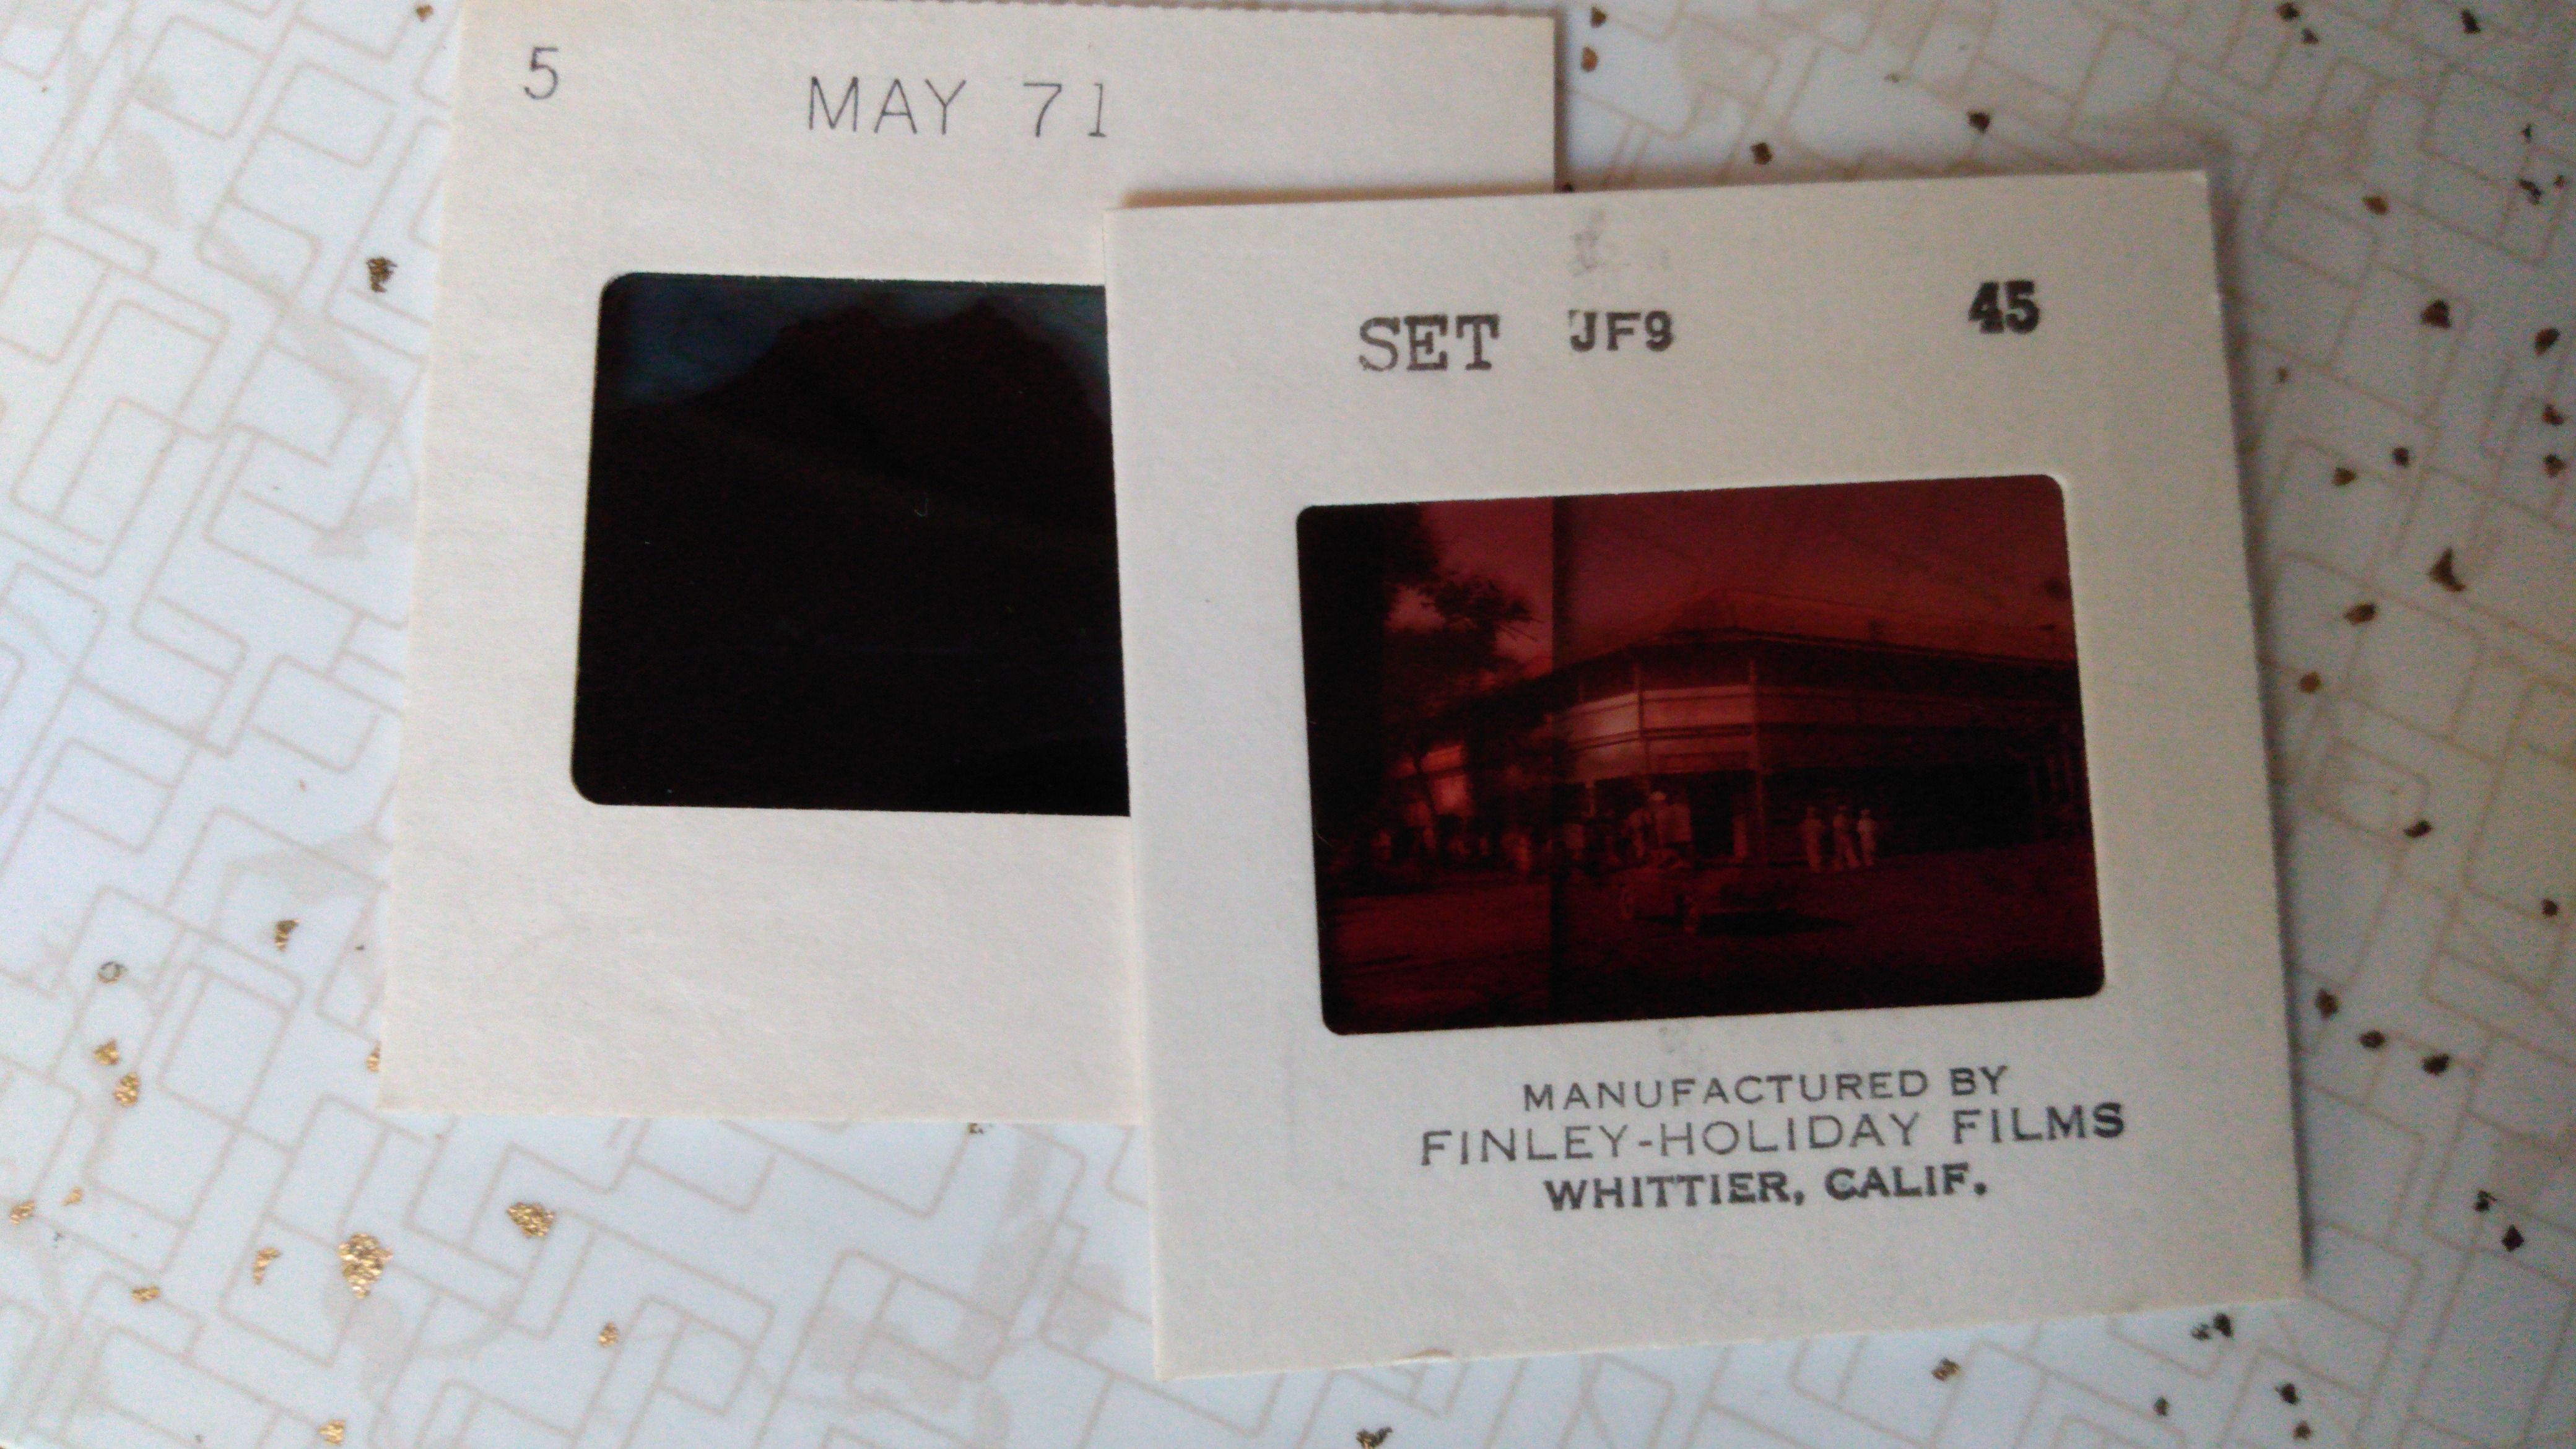 5
MAY 71
SET JF9 45
MANUFACTURED BY
FINLEY-HOLIDAY FILMS
WHITTIER, CALIF.